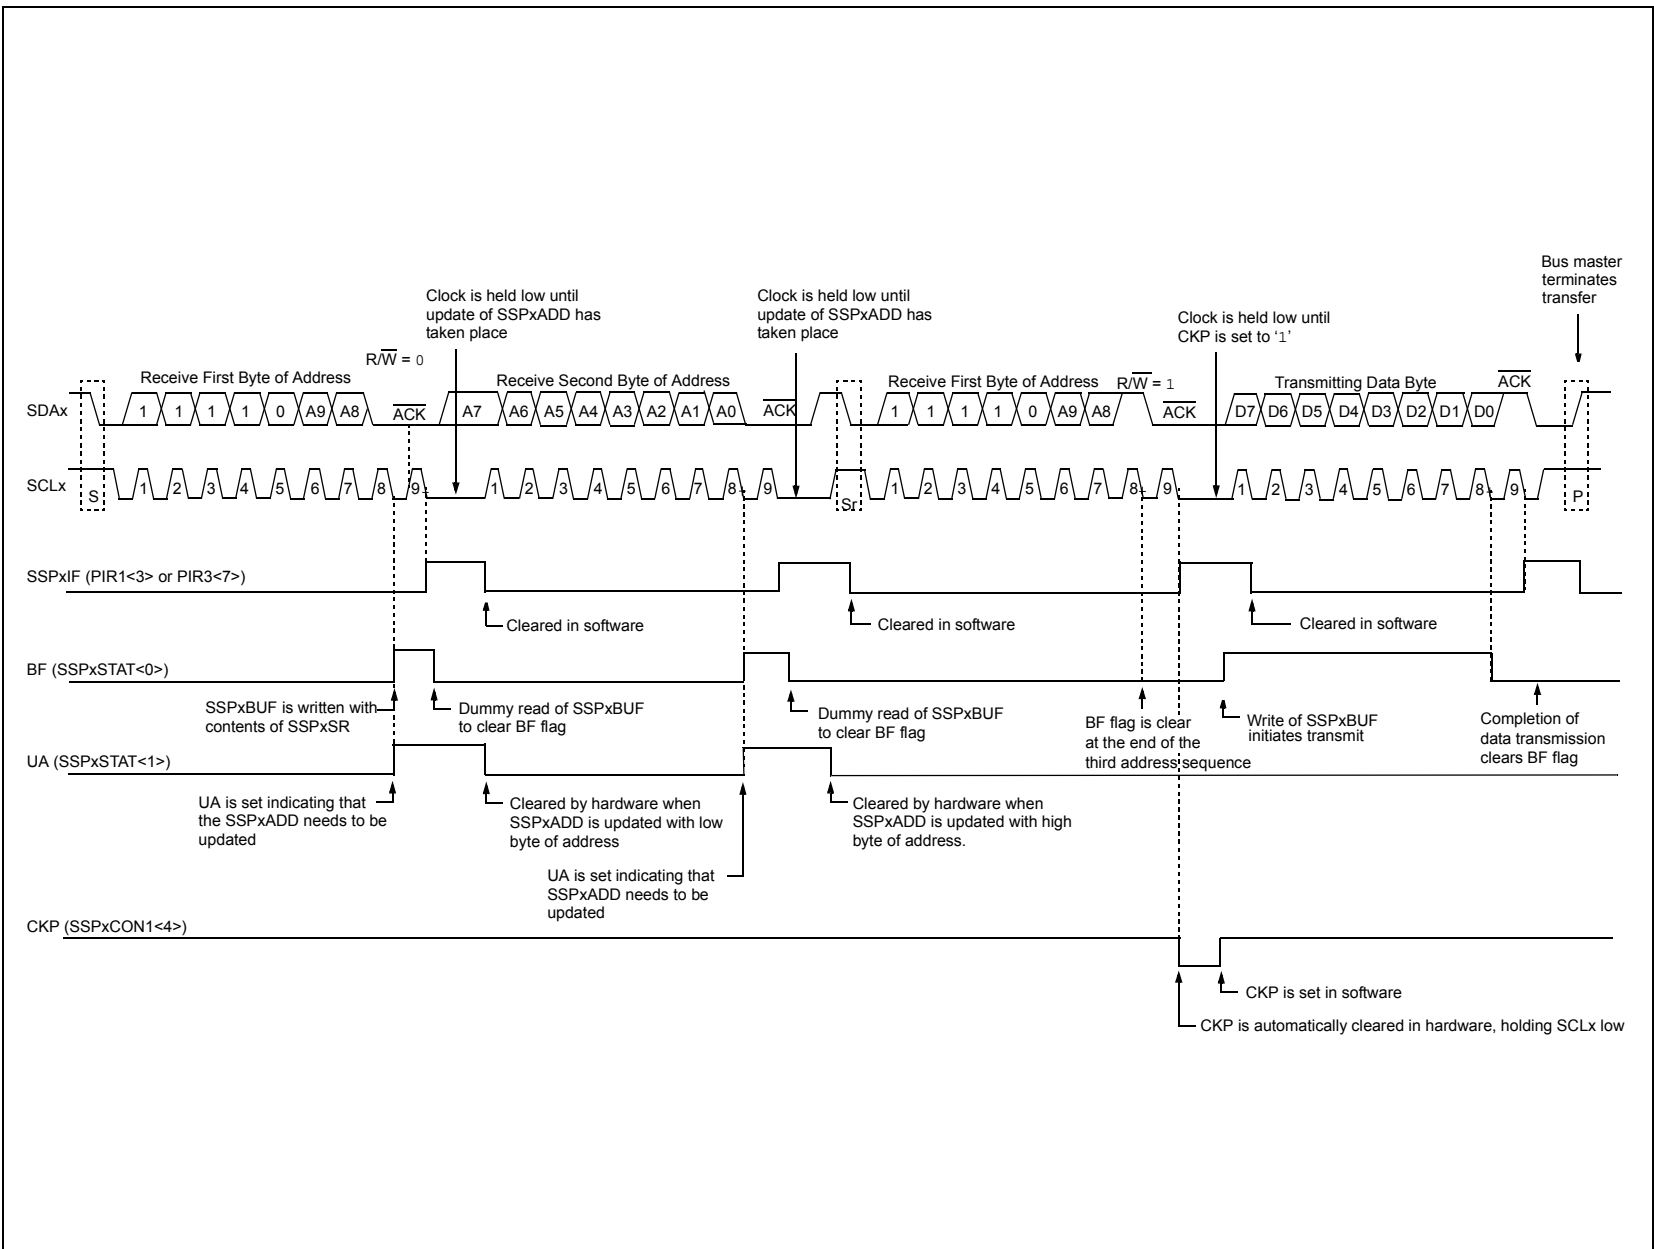 Bus master
terminates
transfer
Clock is held low until
update of SSPxADD has
taken place
Clock is held low until
update of SSPxADD has
taken place
Clock is held low until
CKP is set to ‘1’
R/W̅ = 0
Receive First Byte of Address
Receive Second Byte of Address
Receive First Byte of Address
R/W̅ = 1
Transmitting Data Byte
A̅C̅K̅
SDAx
1 1 1 1 0 A9 A8
A̅C̅K̅
A7 A6 A5 A4 A3 A2 A1 A0
A̅C̅K̅
1 1 1 1 0 A9 A8
A̅C̅K̅
D7 D6 D5 D4 D3 D2 D1 D0
SCLx
S
1 2 3 4 5 6 7 8 9
1 2 3 4 5 6 7 8 9
Sr
1 2 3 4 5 6 7 8 9
1 2 3 4 5 6 7 8 9
P
SSPxIF (PIR1<3> or PIR3<7>)
Cleared in software
Cleared in software
Cleared in software
BF (SSPxSTAT<0>)
SSPxBUF is written with
contents of SSPxSR
Dummy read of SSPxBUF
to clear BF flag
Dummy read of SSPxBUF
to clear BF flag
BF flag is clear
at the end of the
third address sequence
Write of SSPxBUF
initiates transmit
Completion of
data transmission
clears BF flag
UA (SSPxSTAT<1>)
UA is set indicating that
the SSPxADD needs to be
updated
Cleared by hardware when
SSPxADD is updated with low
byte of address
UA is set indicating that
SSPxADD needs to be
updated
Cleared by hardware when
SSPxADD is updated with high
byte of address.
CKP (SSPxCON1<4>)
CKP is set in software
CKP is automatically cleared in hardware, holding SCLx low